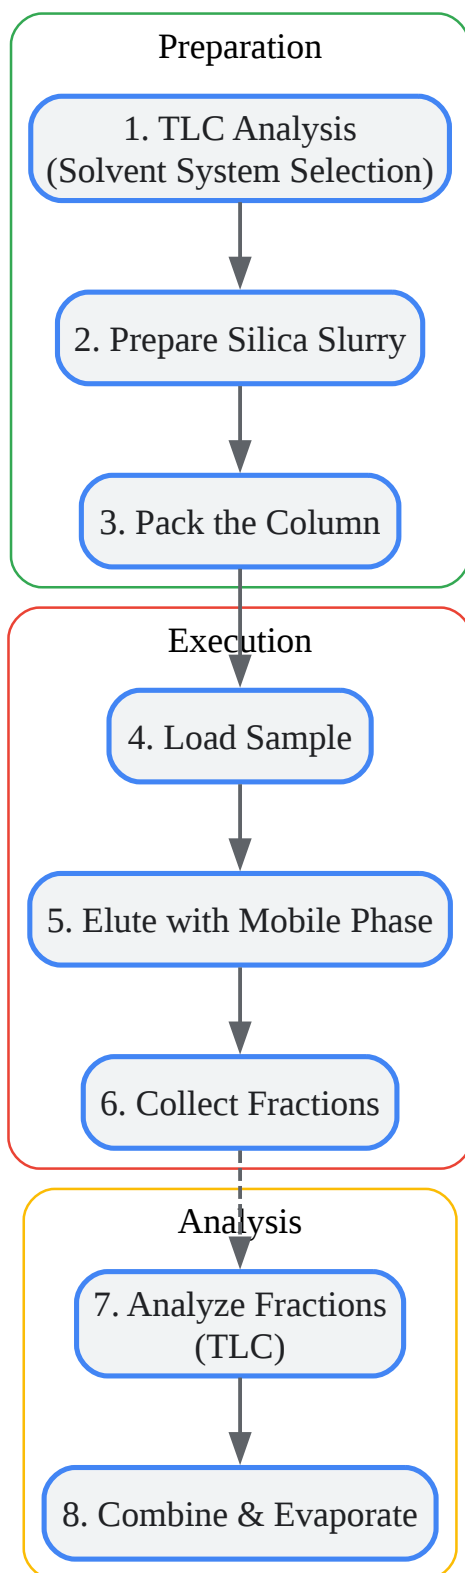 Preparation
1. TLC Analysis
(Solvent System Selection)
2. Prepare Silica Slurry
3. Pack the Column
Execution
4. Load Sample
5. Elute with Mobile Phase
6. Collect Fractions
Analysis
7. Analyze Fractions
(TLC)
8. Combine & Evaporate